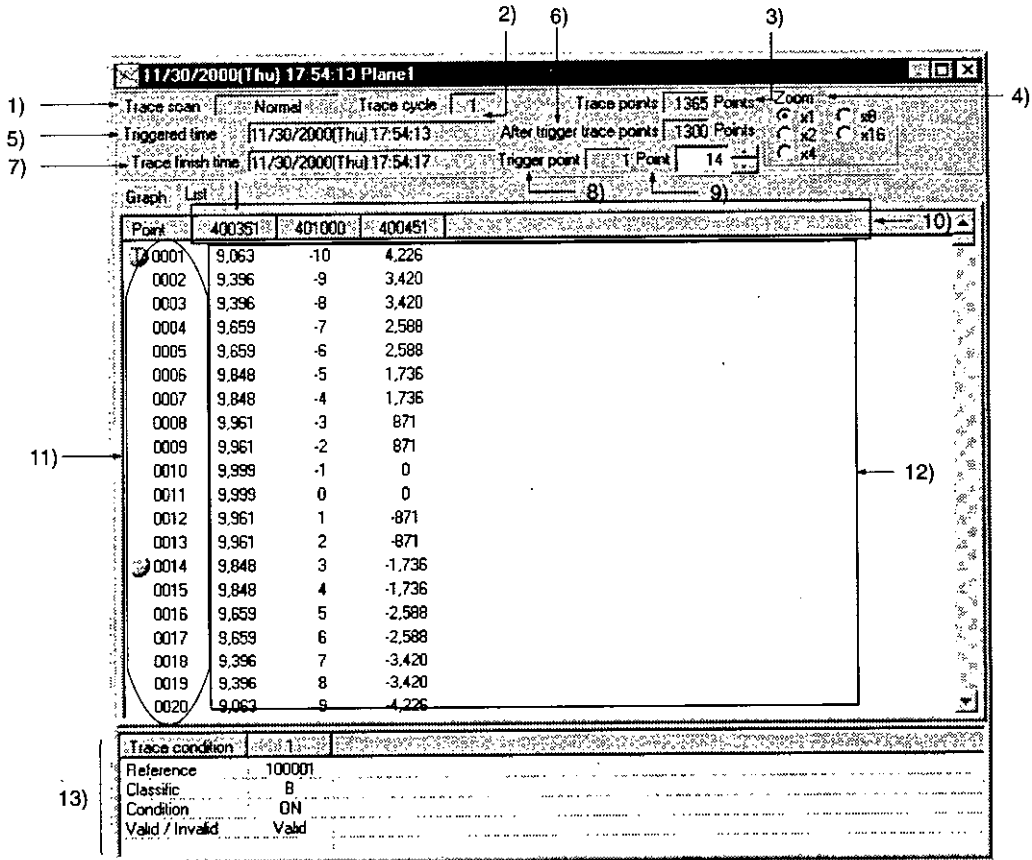 2) 6) 3)
11/30/2000(Thu) 17:54:13 Plane1
1) Trace scan Normal Trace cycle 1 Trace points 1365 Points Zoom 4)
x1 x8
5) Triggered time 11/30/2000(Thu) 17:54:13 After trigger trace points 1300 Points x2 x16
7) Trace finish time 11/30/2000(Thu) 17:54:17 Trigger point 1 Point 14 x4
8) 9)
Graph List
Point 400351 401000 400451 10)
0001 9,063 -10 4,226
0002 9,396 -9 3,420
0003 9,396 -8 3,420
0004 9,659 -7 2,588
0005 9,659 -6 2,588
0006 9,848 -5 1,736
0007 9,848 -4 1,736
0008 9,961 -3 871
0009 9,961 -2 871
11) 0010 9,999 -1 0 12)
0011 9,999 0 0
0012 9,961 1 -871
0013 9,961 2 -871
0014 9,848 3 -1,736
0015 9,848 4 -1,736
0016 9,659 5 -2,588
0017 9,659 6 -2,588
0018 9,396 7 -3,420
0019 9,396 8 -3,420
0020 9,063 9 -4,226
Trace condition 1
Reference 100001
13) Classific B
Condition ON
Valid / Invalid Valid